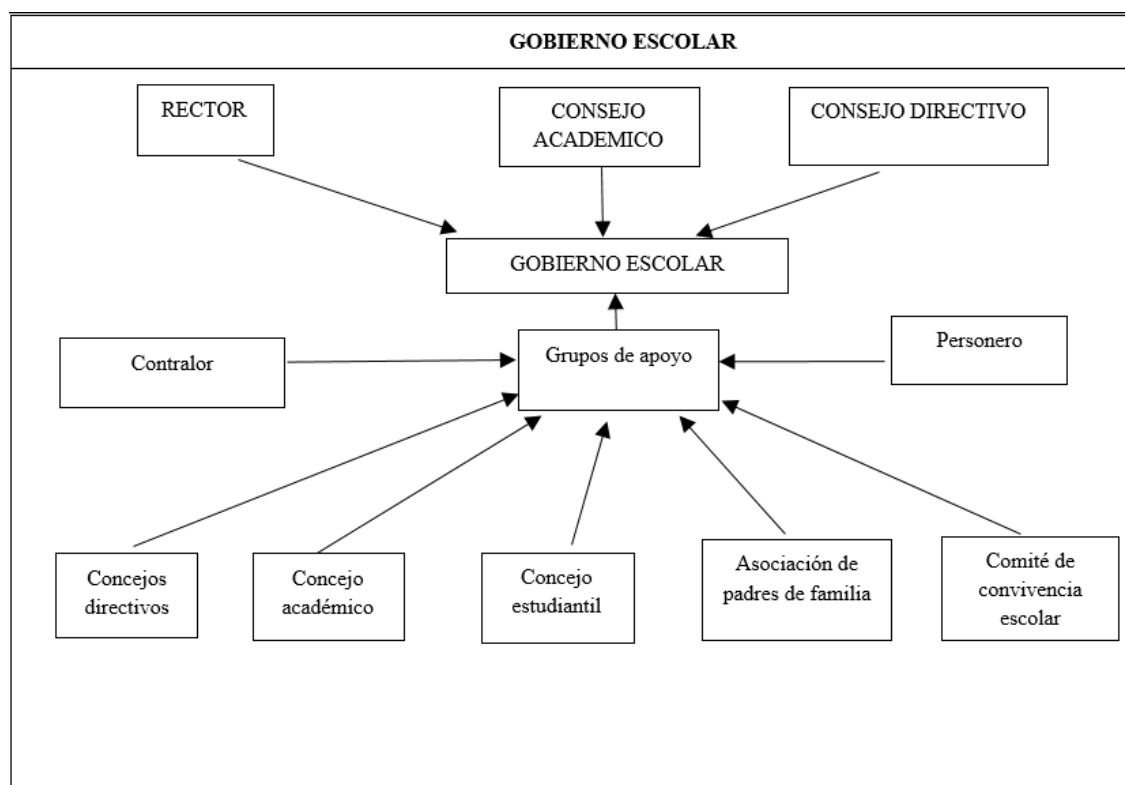 GOBIERNO ESCOLAR
RECTOR
CONSEJO
ACADEMICO
CONSEJO DIRECTIVO
GOBIERNO ESCOLAR
Contralor
Grupos de apoyo
Personero
Concejos
directivos
Concejo
académico
Concejo
estudiantil
Asociación de
padres de familia
Comité de
convivencia
escolar